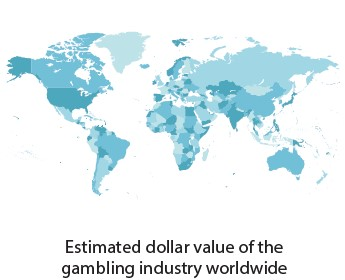 Estimated dollar value of the
gambling industry worldwide